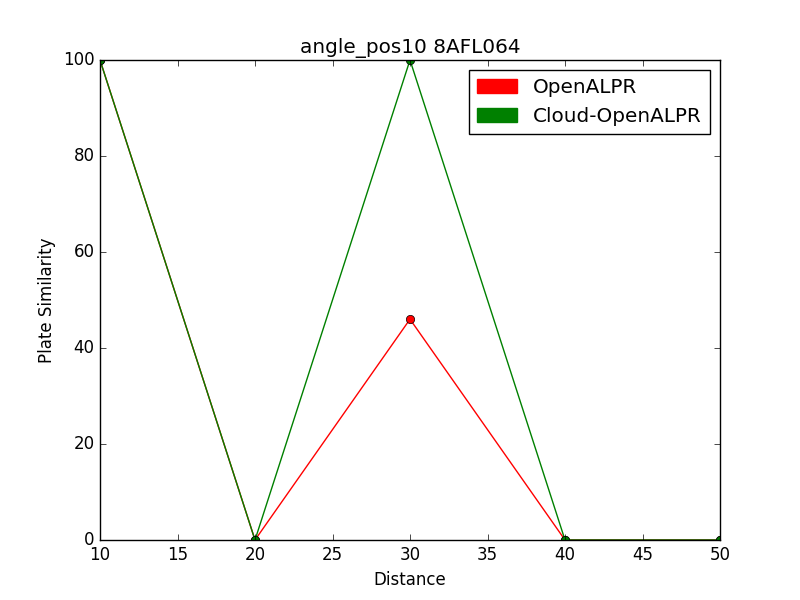 angle_pos10 8AFL064
OpenALPR
Cloud-OpenALPR
100
80
60
40
20
0
Plate Similarity
10 15 20 25 30 35 40 45 50
Distance